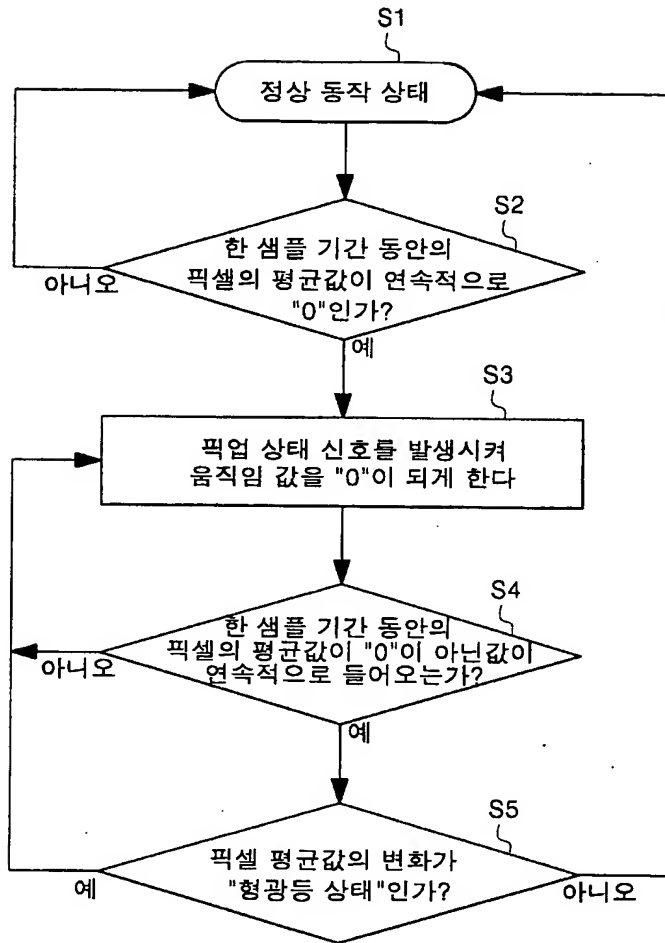 S1
정상 동작 상태
S2
한 샘플 기간 동안의
픽셀의 평균값이 연속적으로
"0"인가?
아니오
예
S3
픽업 상태 신호를 발생시켜
움직임 값을 "0"이 되게 한다
S4
한 샘플 기간 동안의
픽셀의 평균값이 "0"이 아닌값이
연속적으로 들어오는가?
아니오
예
S5
픽셀 평균값의 변화가
"형광등 상태"인가?
예
아니오